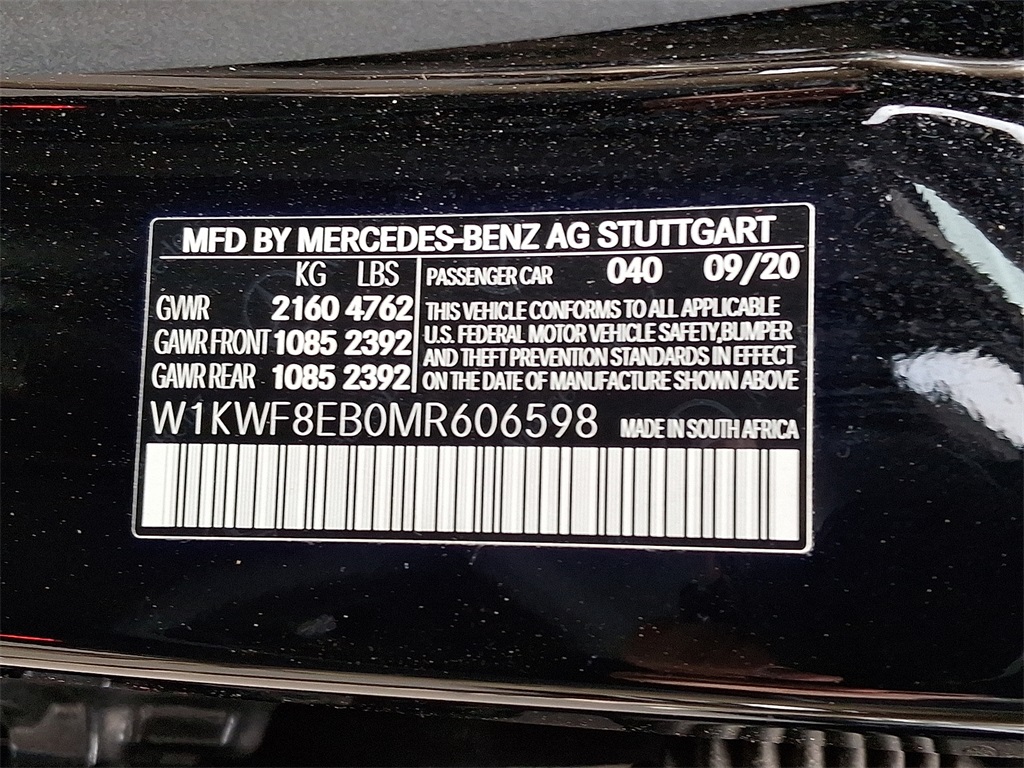 MFD BY MERCEDES-BENZ AG STUTTGART
KG LBS
GVWR 2160 4762
GAWR FRONT 1085 2392
GAWR REAR 1085 2392
PASSENGER CAR 040 09/20
THIS VEHICLE CONFORMS TO ALL APPLICABLE
U.S. FEDERAL MOTOR VEHICLE SAFETY,BUMPER
AND THEFT PREVENTION STANDARDS IN EFFECT
ON THE DATE OF MANUFACTURE SHOWN ABOVE
W1KWF8EB0MR606598 MADE IN SOUTH AFRICA